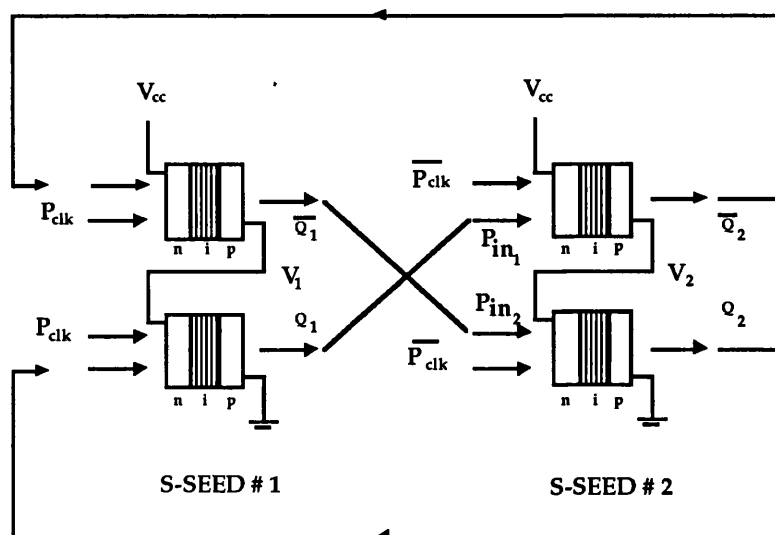 Vcc
Vcc
Pclk
Q̅1
n i p
V1
Pclk
Q1
n i p
P̅clk
Pin1
Q̅2
n i p
V2
Pin2
P̅clk
Q2
n i p
S-SEED # 1
S-SEED # 2